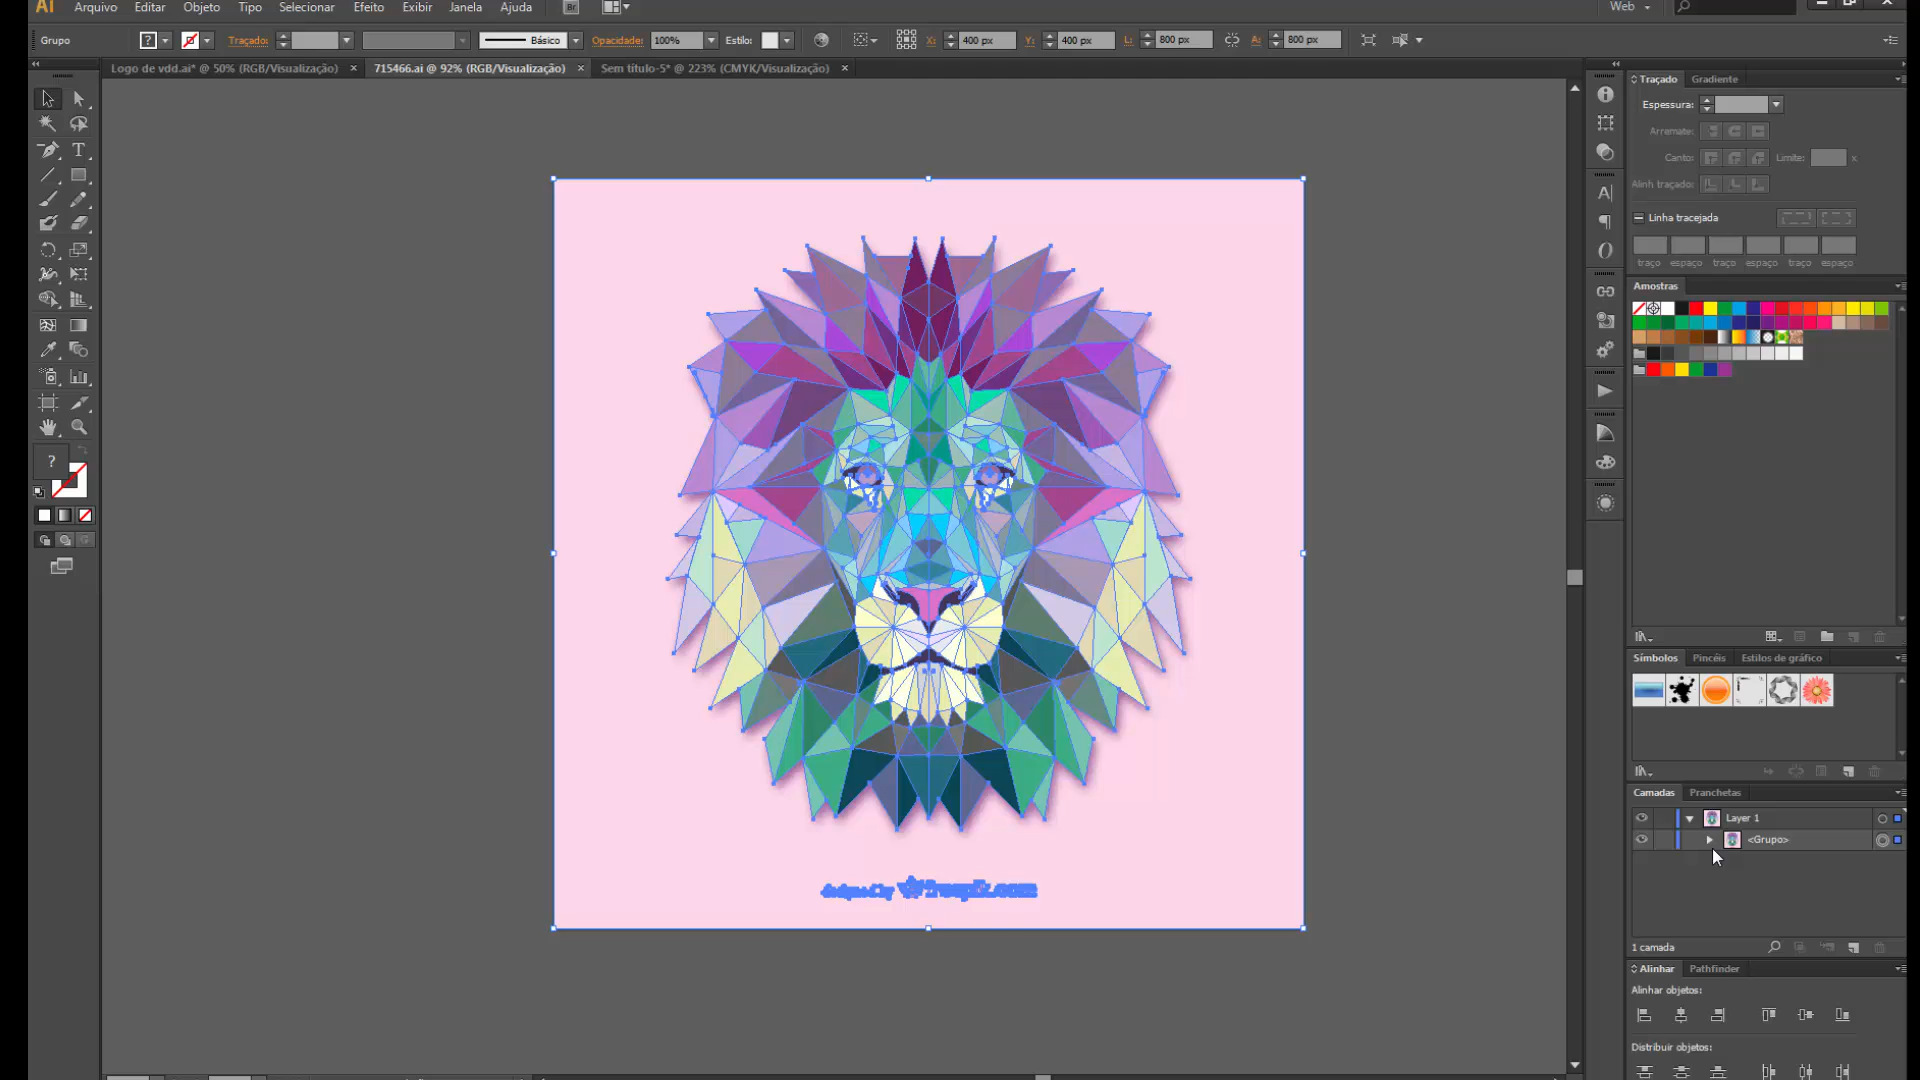 Ai Arquivo Editar Objeto Tipo Selecionar Efeito Exibir Janela Ajuda Br Web
Grupo ? Traçado: Básico Opacidade: 100% Estilo: X: 400 px Y: 400 px L: 800 px A: 800 px
Logo de vdd.ai* @ 50% (RGB/Visualização) × 715466.ai @ 92% (RGB/Visualização) × Sem título-5* @ 223% (CMYK/Visualização) ×
Traçado Gradiente
Espessura:
Arremate:
Canto: Limite: x
Alinh traçado:
Linha tracejada
traço espaço traço espaço traço espaço
Amostras
?
Símbolos Pincéis Estilos de gráfico
Camadas Pranchetas
Layer 1
<Grupo>
1 camada
Alinhar Pathfinder
Alinhar objetos:
Distribuir objetos: